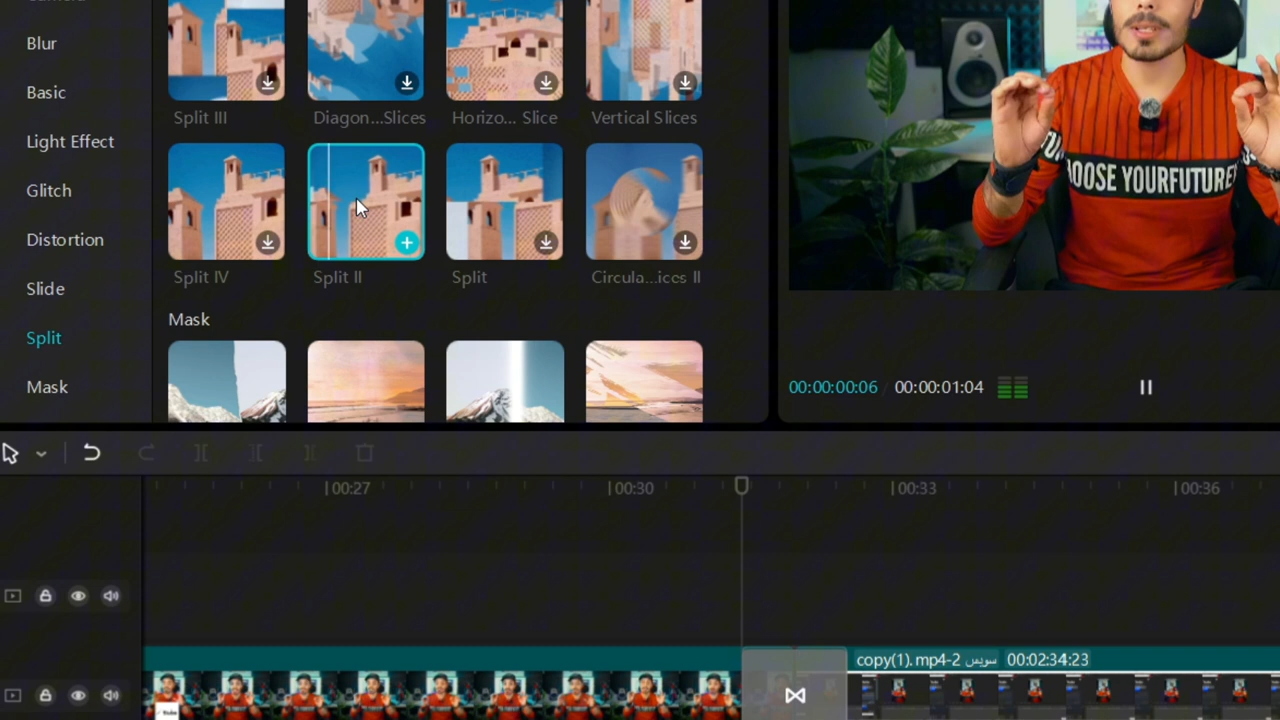 Blur
Basic
Light Effect
Glitch
Distortion
Slide
Split
Mask
Split III
Diagon...Slices
Horizo... Slice
Vertical Slices
Split IV
Split II
Split
Circula...ices II
Mask
OOSE YOURFUTURE
00:00:00:06 / 00:00:01:04
00:27
00:30
00:33
00:36
copy(1).mp4-2 سويس 00:02:34:23